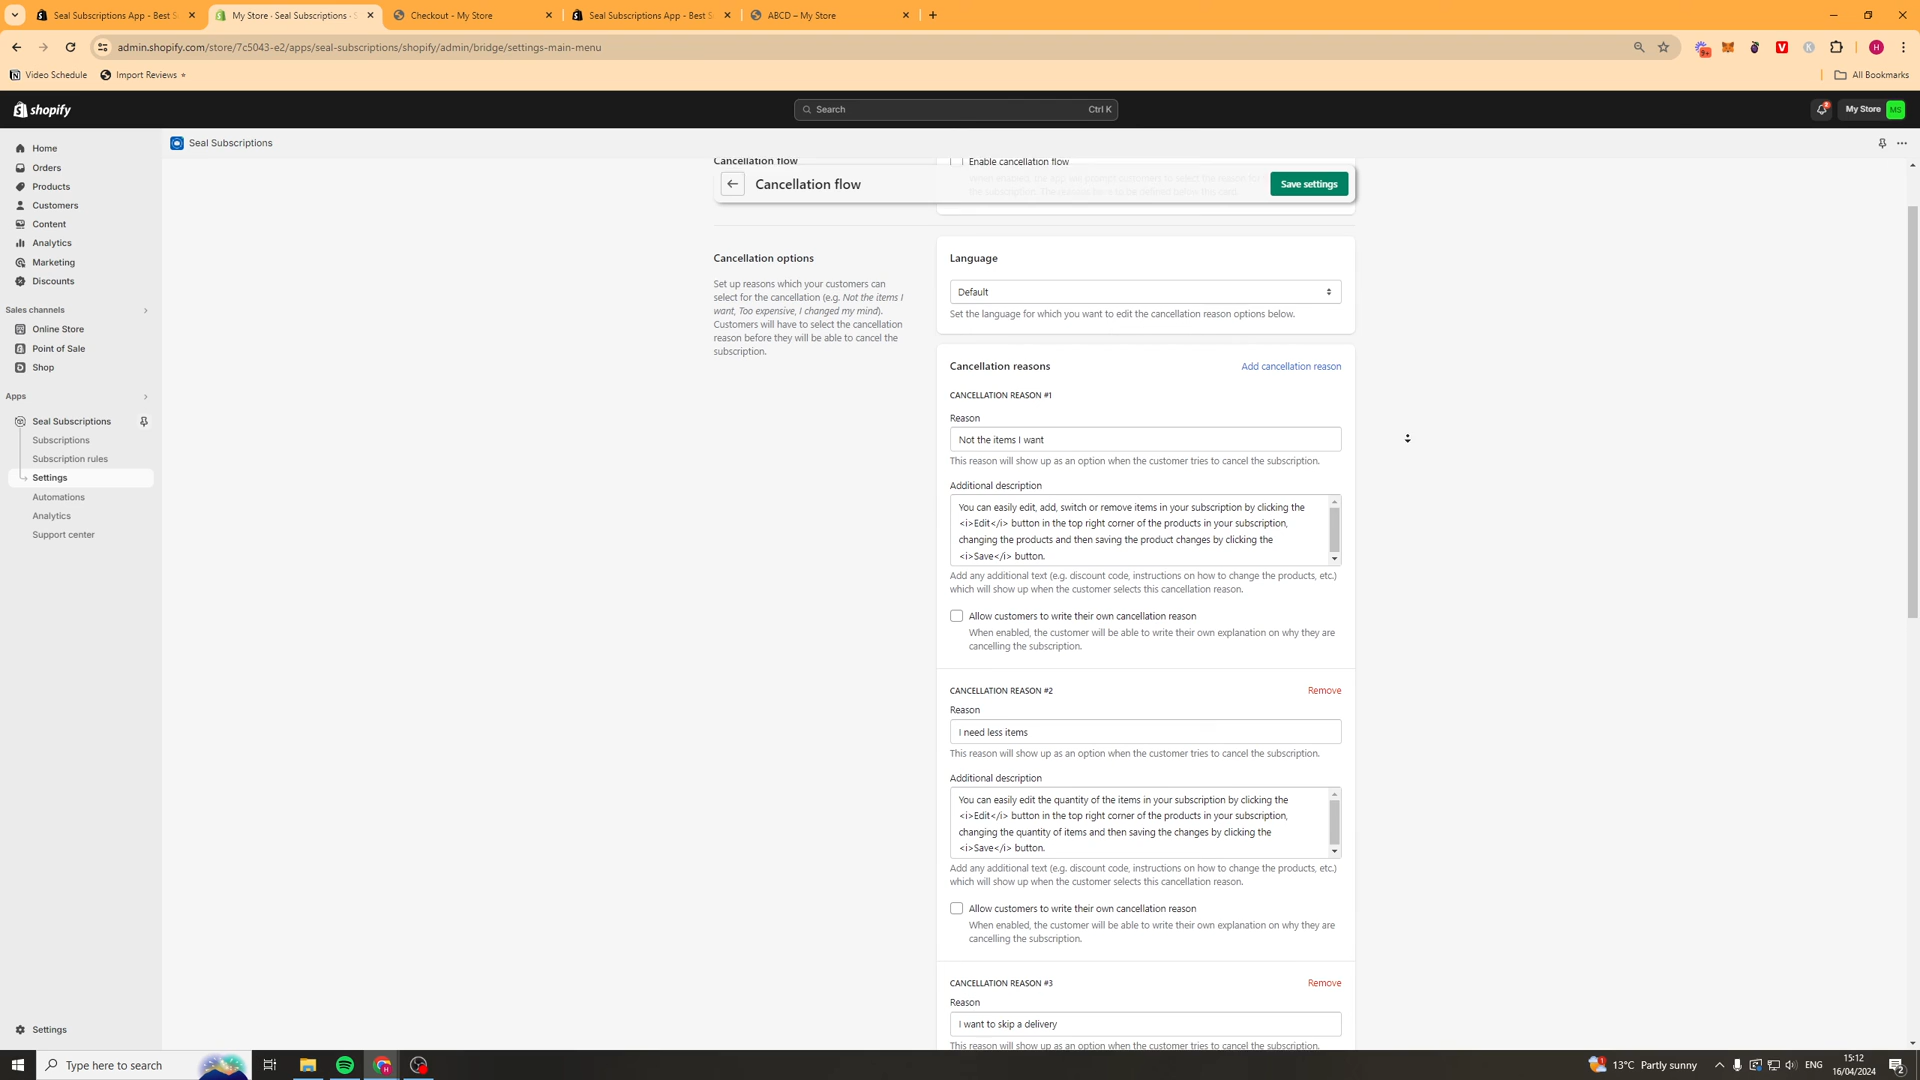 Seal Subscriptions App - Best S
My Store · Seal Subscriptions ·
Checkout - My Store
Seal Subscriptions App - Best S
ABCD – My Store
admin.shopify.com/store/7c5043-e2/apps/seal-subscriptions/shopify/admin/bridge/settings-main-menu
9+
H
Video Schedule
Import Reviews
All Bookmarks
shopify
Search
Ctrl K
My Store
MS
Seal Subscriptions
Home
Orders
Products
Customers
Content
Analytics
Marketing
Discounts
Sales channels
Online Store
Point of Sale
Shop
Apps
Seal Subscriptions
Subscriptions
Subscription rules
Settings
Automations
Analytics
Support center
Settings
Cancellation flow
Enable cancellation flow
Cancellation flow
Save settings
Cancellation options
Set up reasons which your customers can
select for the cancellation (e.g. Not the items I
want, Too expensive, I changed my mind).
Customers will have to select the cancellation
reason before they will be able to cancel the
subscription.
Language
Default
Set the language for which you want to edit the cancellation reason options below.
Cancellation reasons
Add cancellation reason
CANCELLATION REASON #1
Reason
Not the items I want
This reason will show up as an option when the customer tries to cancel the subscription.
Additional description
You can easily edit, add, switch or remove items in your subscription by clicking the
<i>Edit</i> button in the top right corner of the products in your subscription,
changing the products and then saving the product changes by clicking the
<i>Save</i> button.
Add any additional text (e.g. discount code, instructions on how to change the products, etc.)
which will show up when the customer selects this cancellation reason.
Allow customers to write their own cancellation reason
When enabled, the customer will be able to write their own explanation on why they are
cancelling the subscription.
CANCELLATION REASON #2
Remove
Reason
I need less items
This reason will show up as an option when the customer tries to cancel the subscription.
Additional description
You can easily edit the quantity of the items in your subscription by clicking the
<i>Edit</i> button in the top right corner of the products in your subscription,
changing the quantity of items and then saving the changes by clicking the
<i>Save</i> button.
Add any additional text (e.g. discount code, instructions on how to change the products, etc.)
which will show up when the customer selects this cancellation reason.
Allow customers to write their own cancellation reason
When enabled, the customer will be able to write their own explanation on why they are
cancelling the subscription.
CANCELLATION REASON #3
Remove
Reason
I want to skip a delivery
This reason will show up as an option when the customer tries to cancel the subscription.
Type here to search
13°C Partly sunny
ENG
15:12
16/04/2024
2